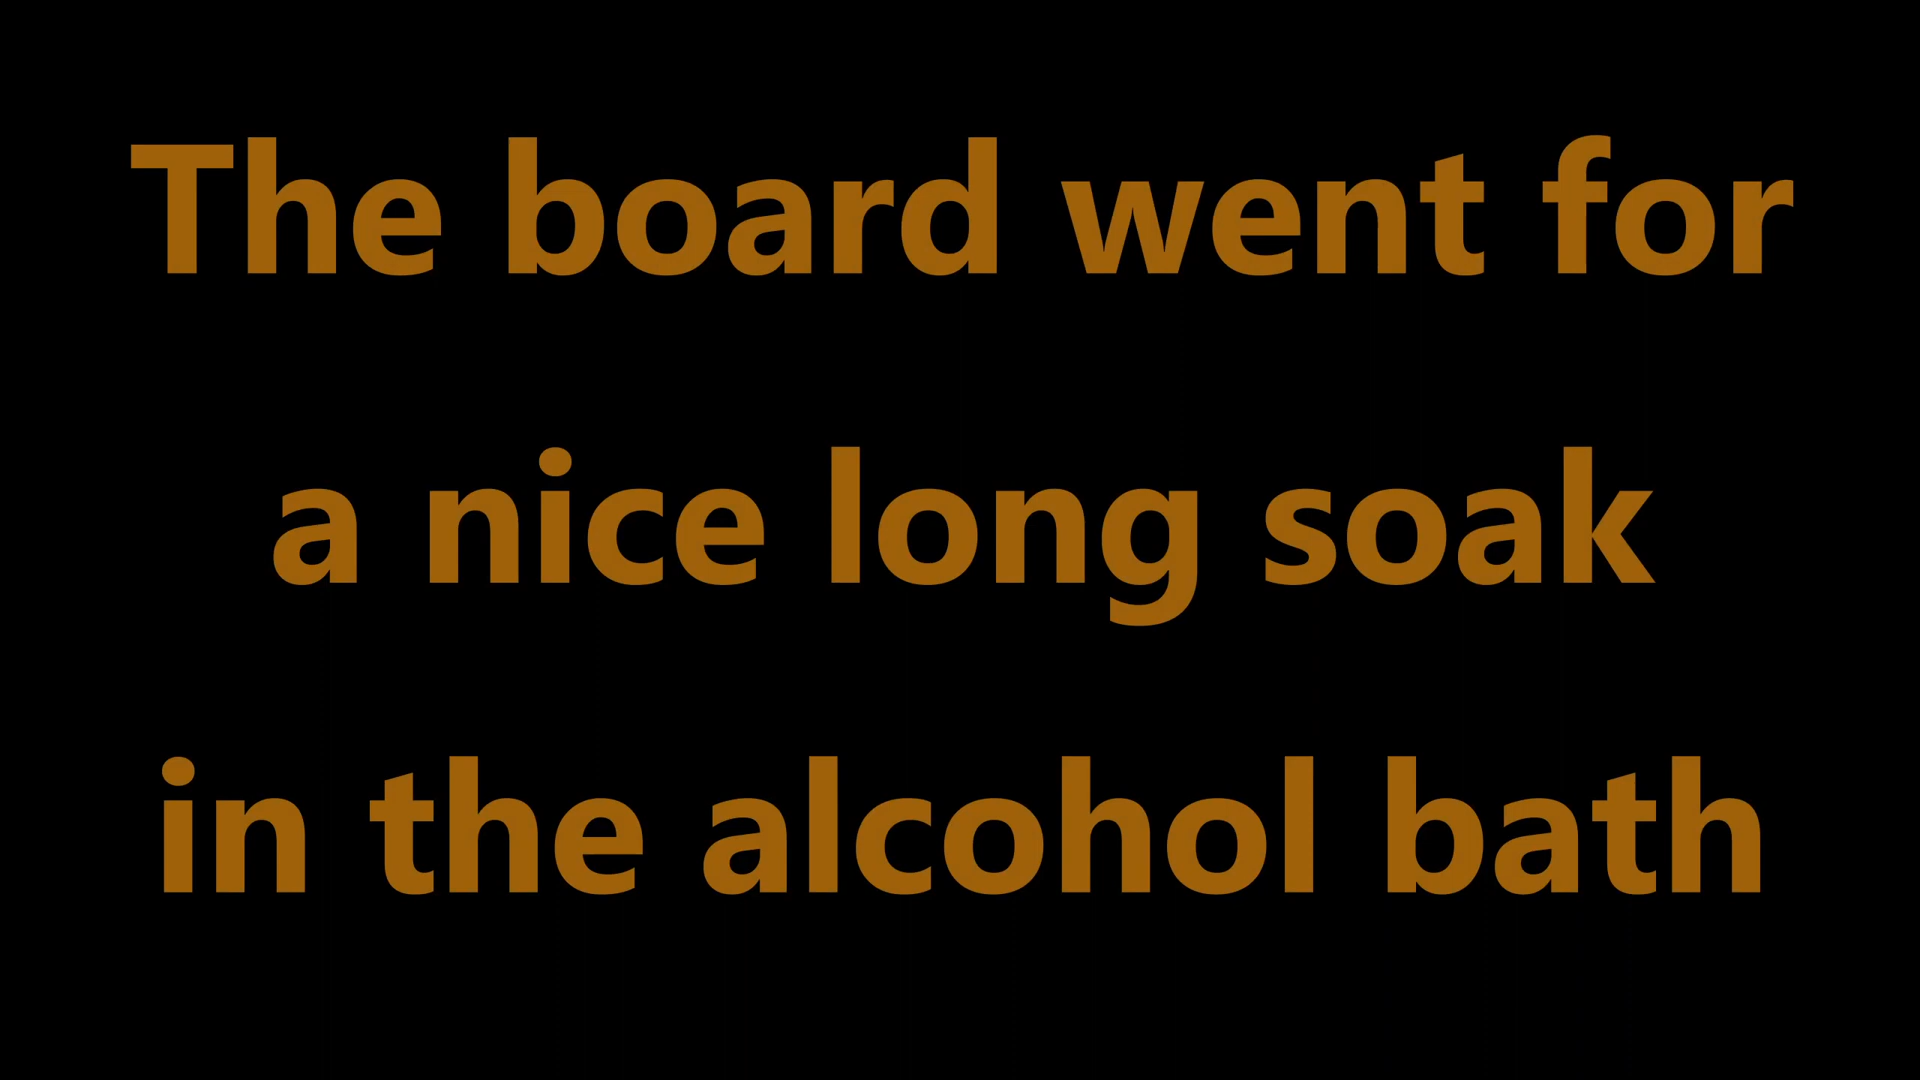 The board went for
a nice long soak
in the alcohol bath